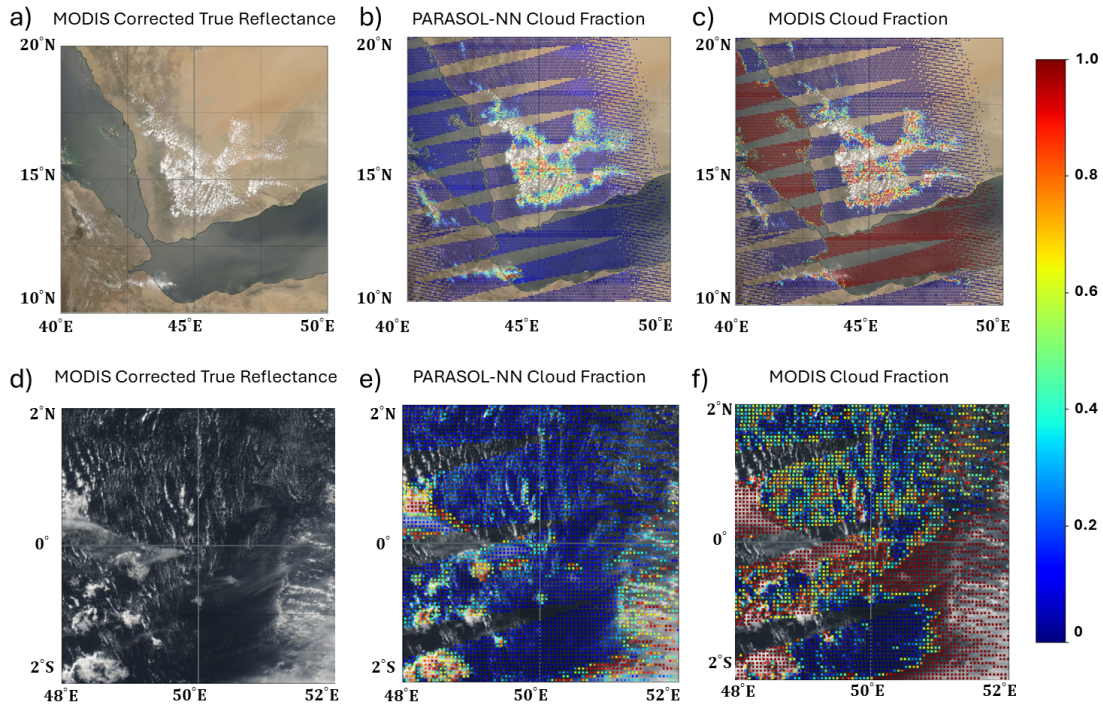 a) MODIS Corrected True Reflectance
b) PARASOL-NN Cloud Fraction
c) MODIS Cloud Fraction
20°N
15°N
10°N
40°E 45°E 50°E
20°N
15°N
10°N
40°E 45°E 50°E
20°N
15°N
10°N
40°E 45°E 50°E
1.0
0.8
0.6
0.4
0.2
0
d) MODIS Corrected True Reflectance
e) PARASOL-NN Cloud Fraction
f) MODIS Cloud Fraction
2°N
0°
2°S
48°E 50°E 52°E
2°N
0°
2°S
48°E 50°E 52°E
2°N
0°
2°S
48°E 50°E 52°E